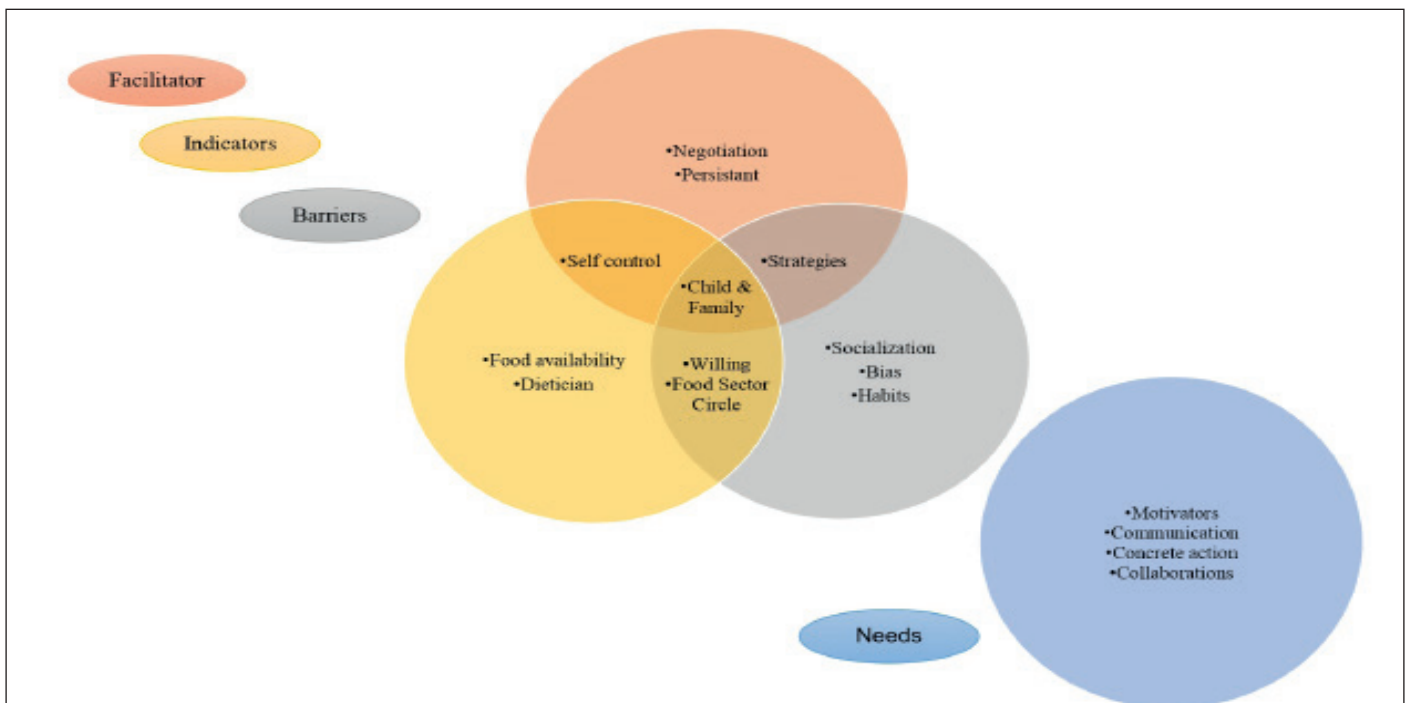 Facilitator
Indicators
Barriers
•Negotiation
•Persistant
•Self control
•Strategies
•Child &
Family
•Food availability
•Dietician
•Willing
•Food Sector
Circle
•Socialization
•Bias
•Habits
•Motivators
•Communication
•Concrete action
•Collaborations
Needs